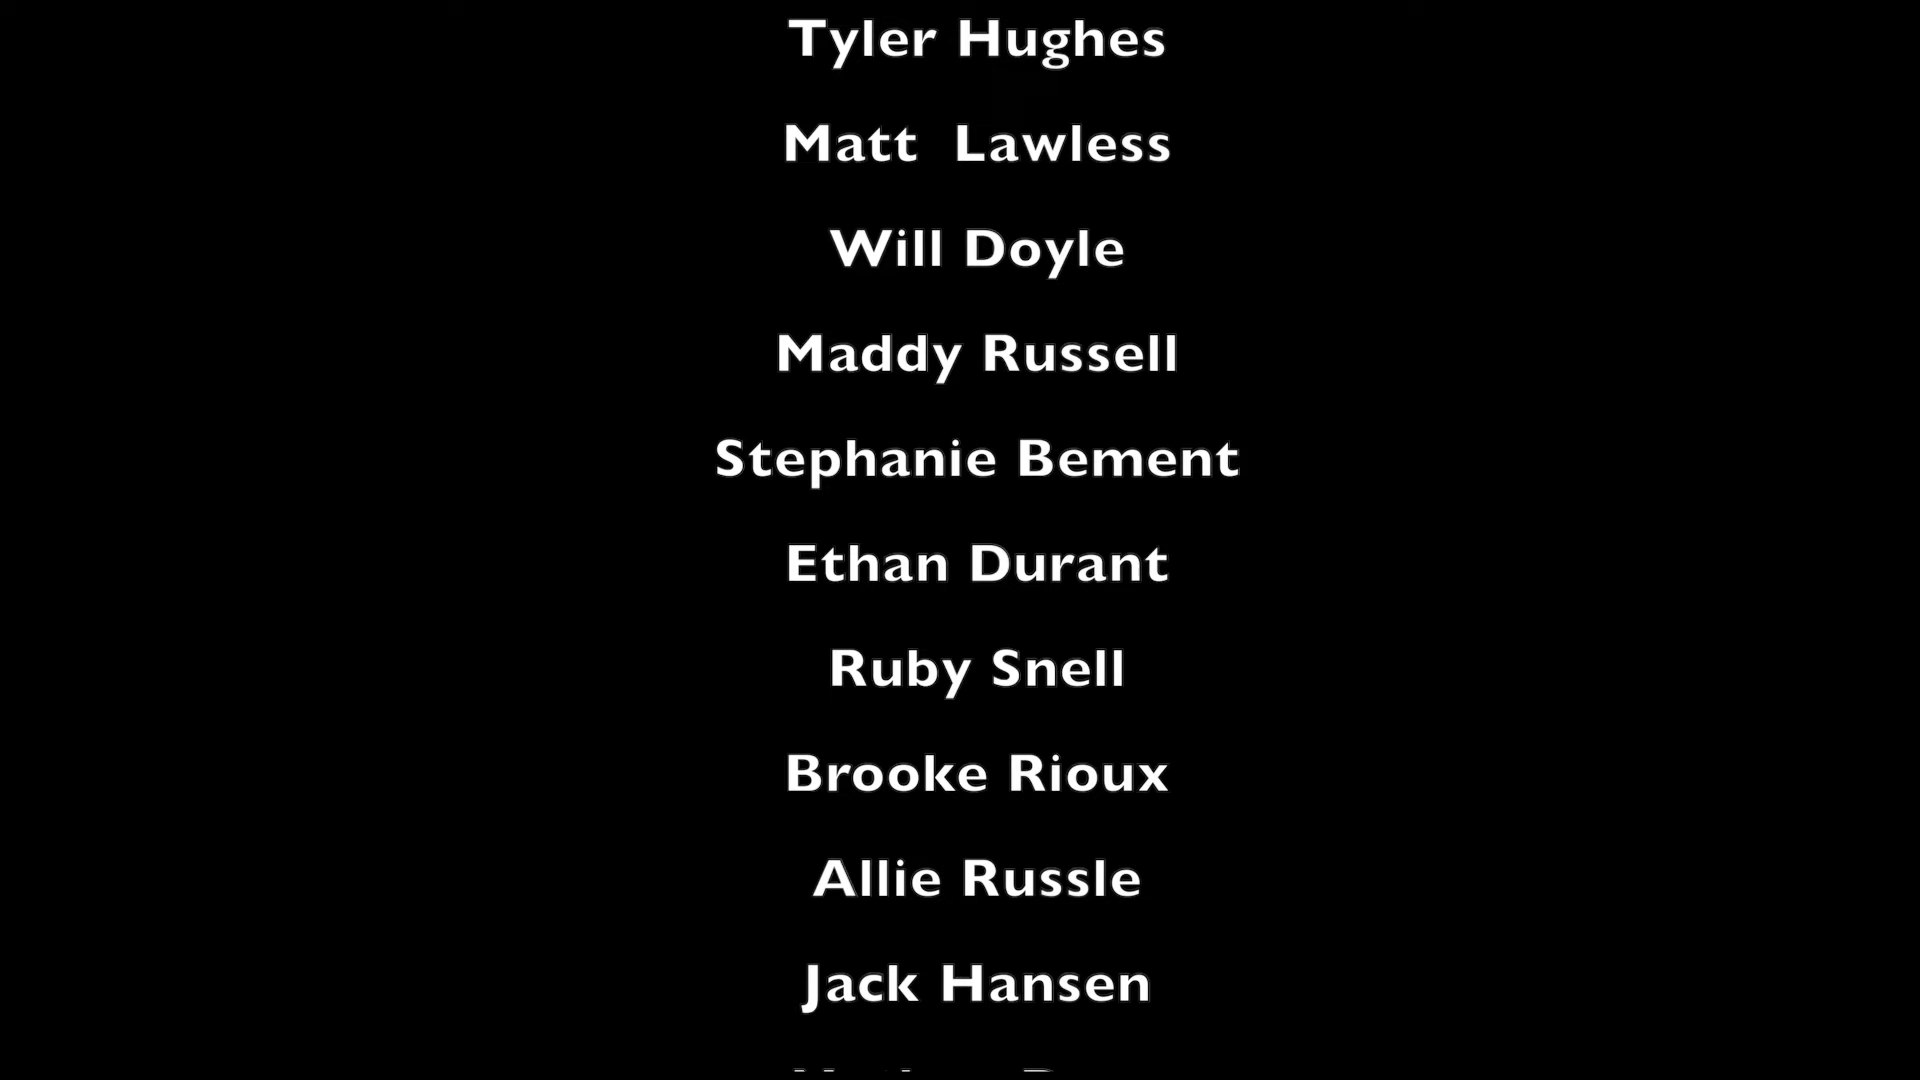 Tyler Hughes
Matt  Lawless
Will Doyle
Maddy Russell
Stephanie Bement
Ethan Durant
Ruby Snell
Brooke Rioux
Allie Russle
Jack Hansen